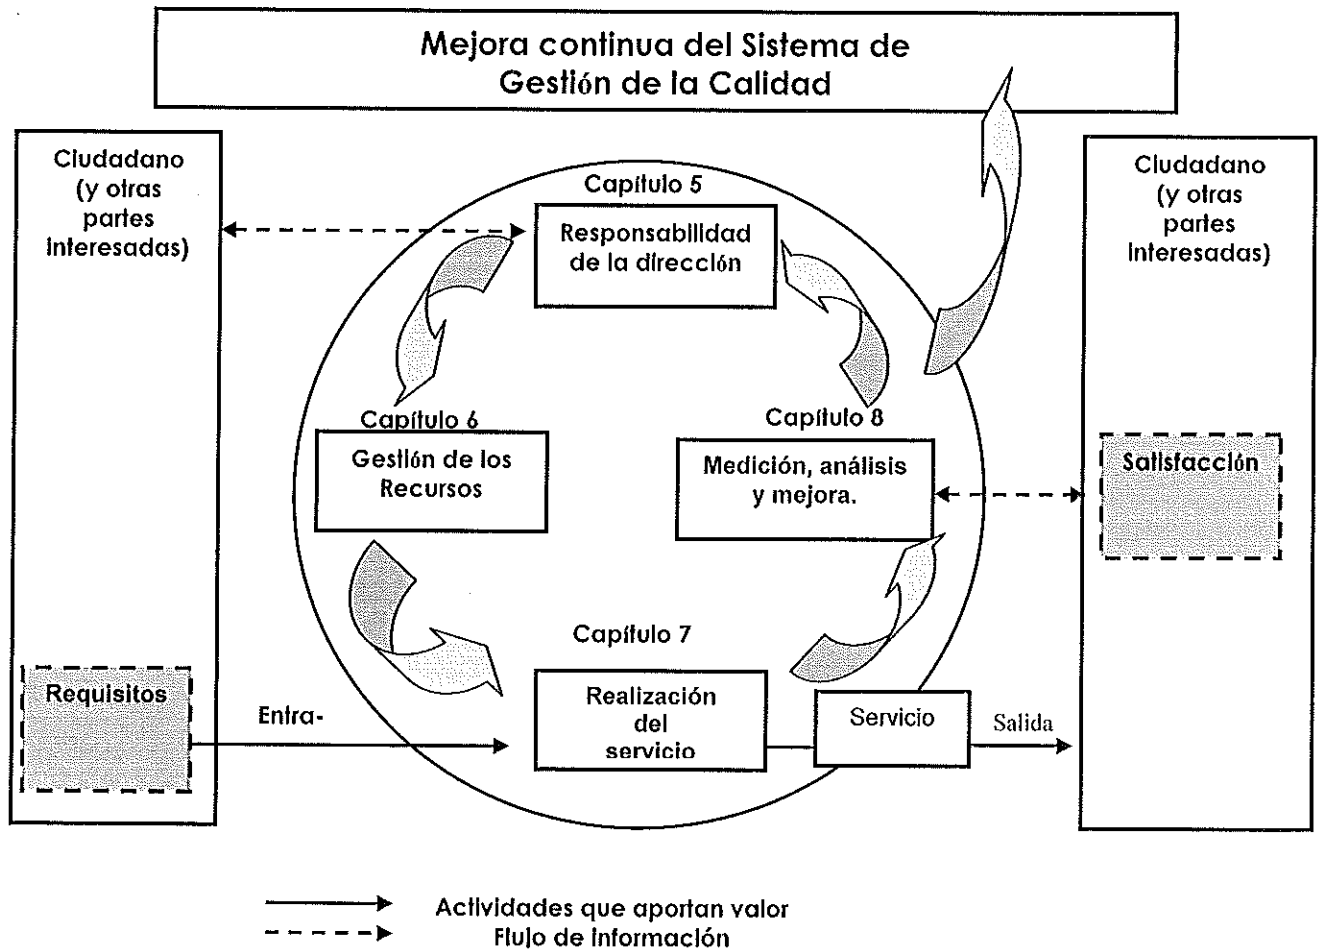 Mejora continua del Sistema de
Gestión de la Calidad
Ciudadano
(y otras
partes
interesadas)
Capítulo 5
Responsabilidad
de la dirección
Ciudadano
(y otras
partes
interesadas)
Capítulo 6
Gestión de los
Recursos
Capítulo 8
Medición, análisis
y mejora.
Satisfacción
Capítulo 7
Realización
del
servicio
Requisitos
Entra-
Servicio
Salida
Actividades que aportan valor
Flujo de información